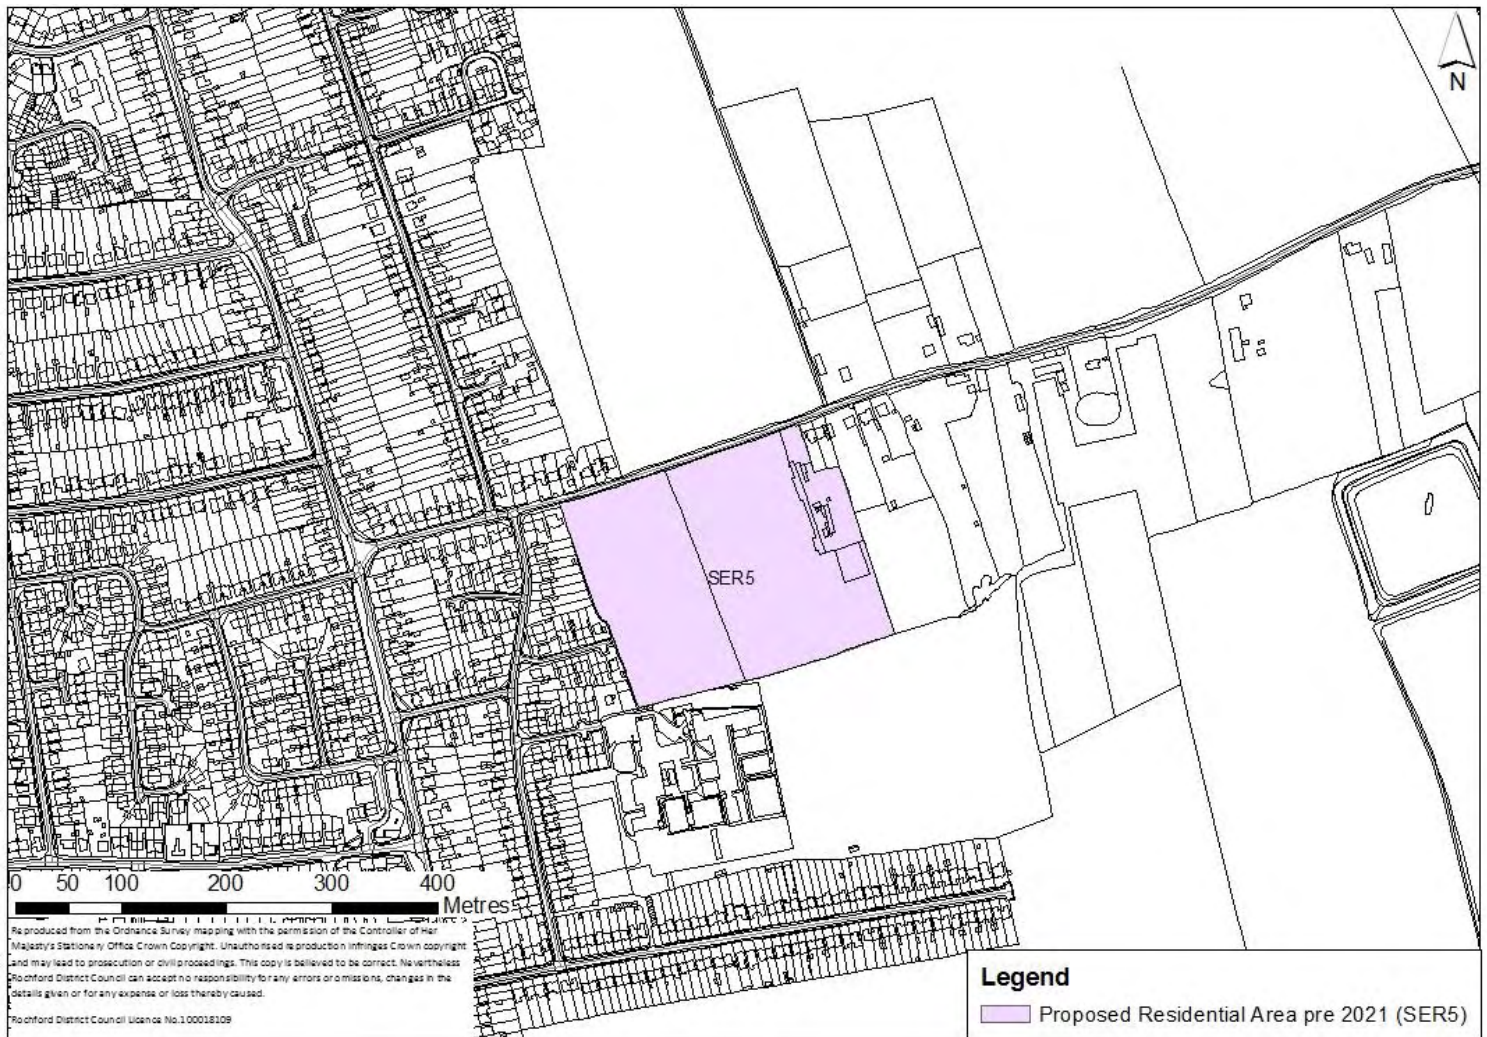 N
SER5
0 50 100 200 300 400
Metres
Reproduced from the Ordnance Survey mapping with the permission of the Controller of Her
Majesty's Stationery Office Crown Copyright. Unauthorised reproduction infringes Crown copyright
and may lead to prosecution or civil proceedings. This copy is believed to be correct. Nevertheless
Rochford District Council can accept no responsibility for any errors or omissions, changes in the
details given or for any expense or loss thereby caused.
Rochford District Council Licence No.100018109
Legend
Proposed Residential Area pre 2021 (SER5)